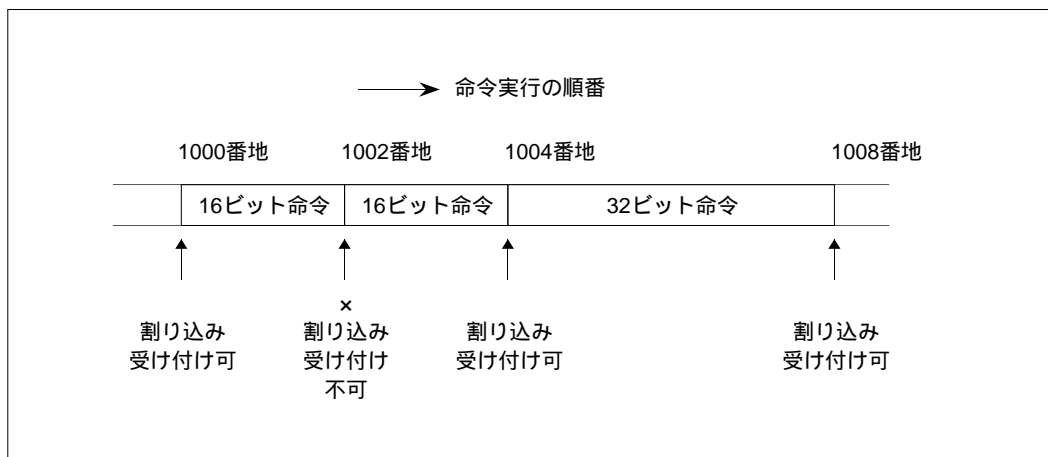 命令実行の順番
1000番地 1002番地 1004番地 1008番地
16ビット命令 16ビット命令 32ビット命令
×
割り込み 割り込み 割り込み 割り込み
受け付け可 受け付け 受け付け可 受け付け可
不可